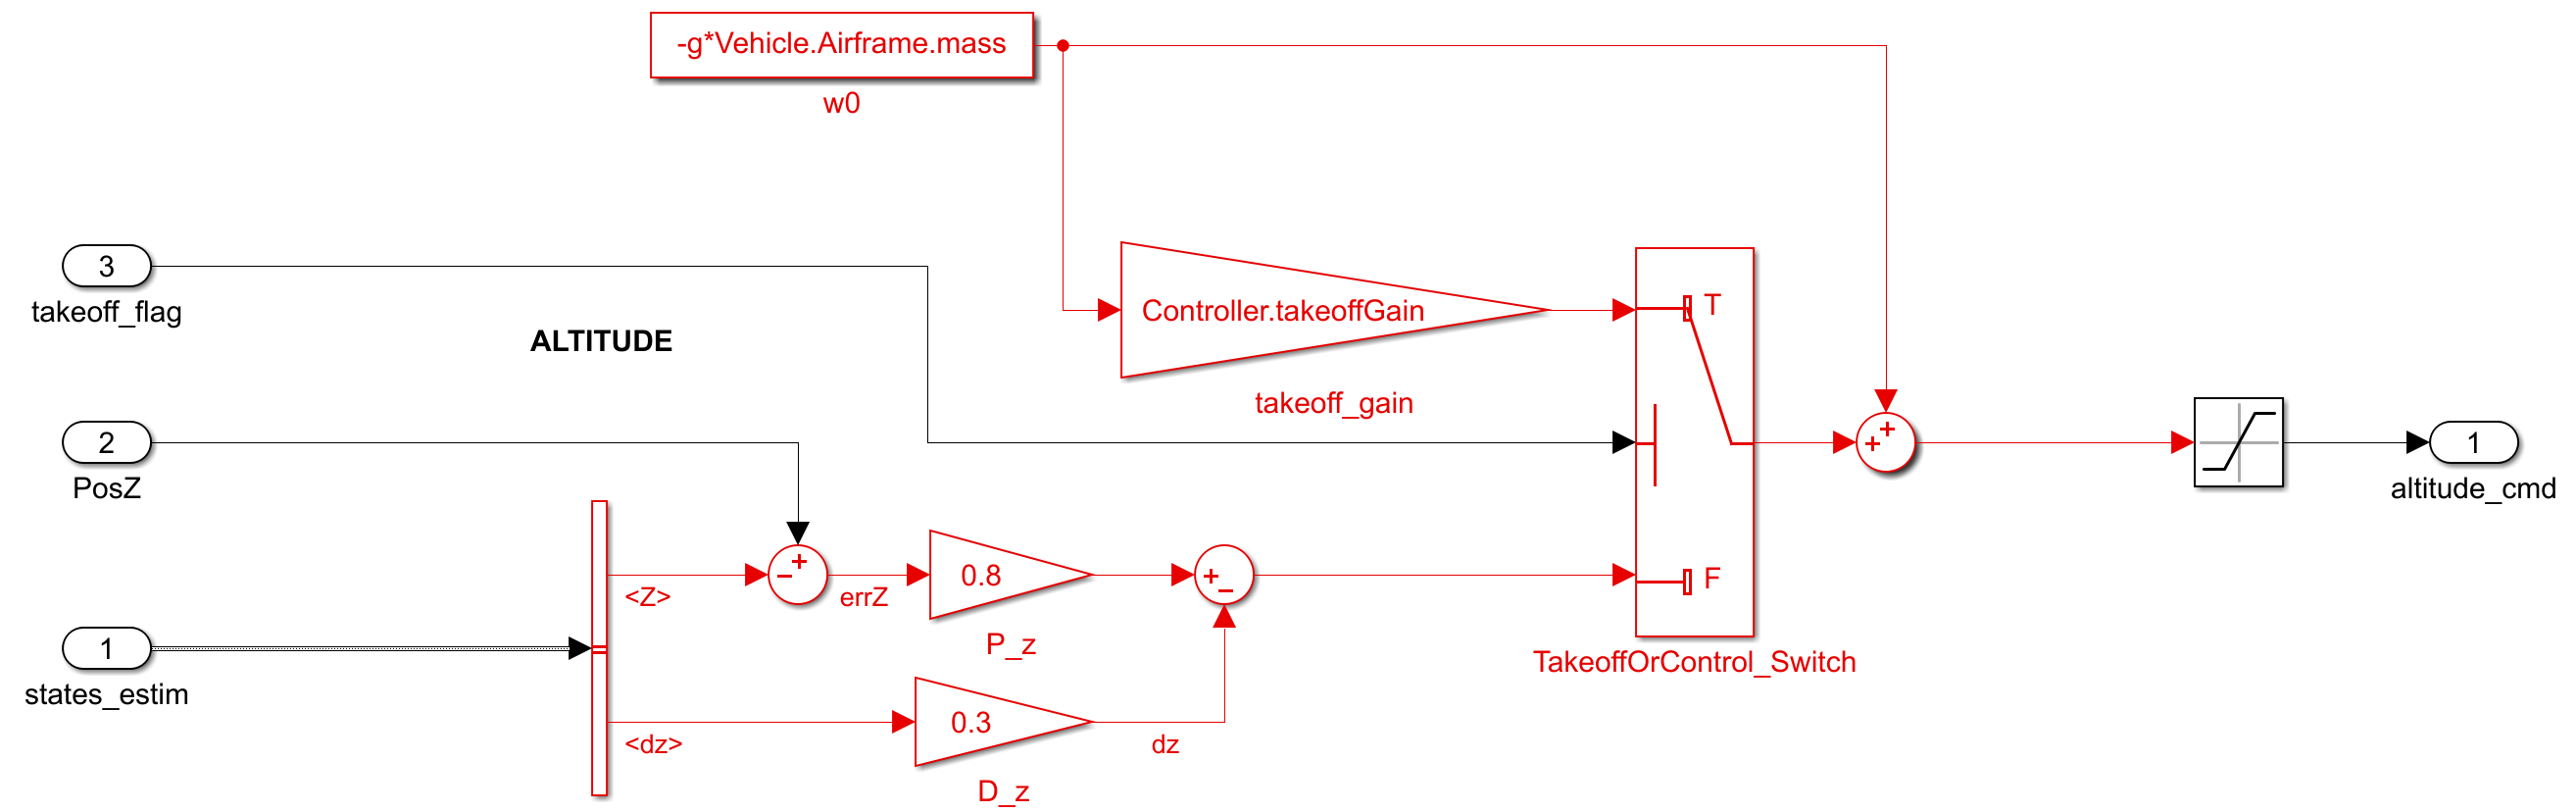 -g*Vehicle.Airframe.mass
w0
3
takeoff_flag
ALTITUDE
Controller.takeoffGain
takeoff_gain
T
2
PosZ
+
+
1
altitude_cmd
+
−
<Z>
errZ
0.8
P_z
+
−
F
TakeoffOrControl_Switch
1
states_estim
<dz>
0.3
D_z
dz